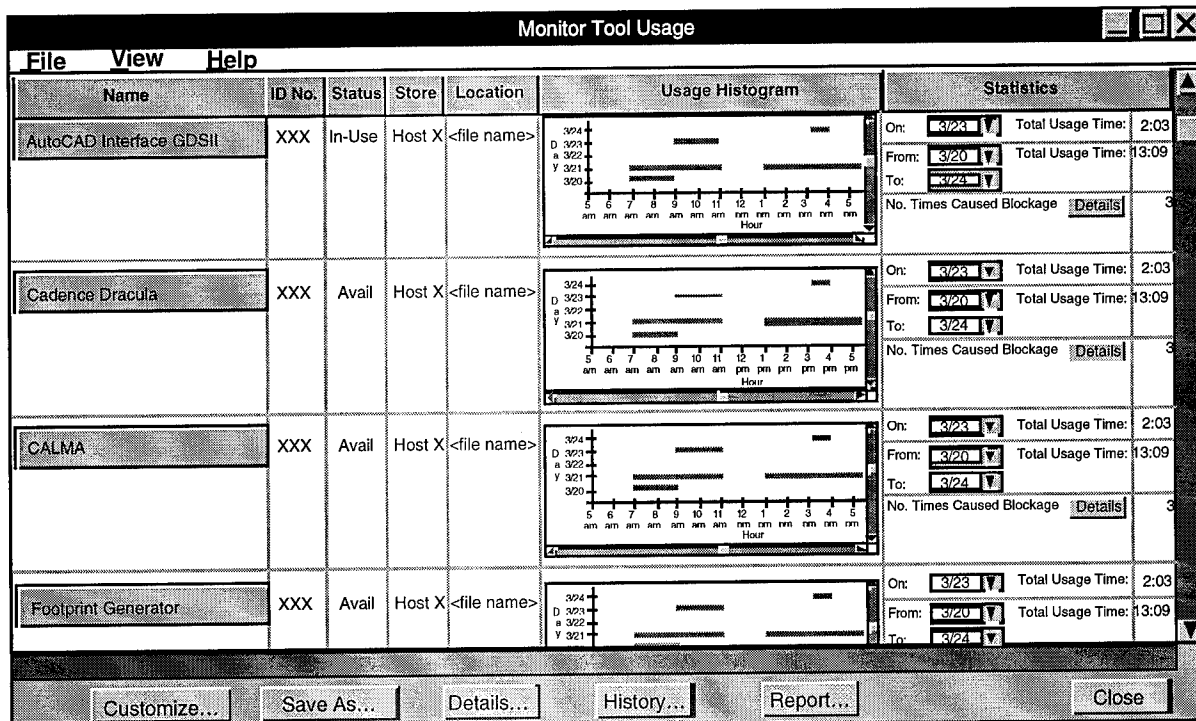 Monitor Tool Usage
File View Help
Name ID No. Status Store Location Usage Histogram Statistics
AutoCAD Interface GDSII XXX In-Use Host X <file name>
Day
3/24
3/23
3/22
3/21
3/20
5 6 7 8 9 10 11 12 1 2 3 4 5
am am am am am am am pm pm pm pm pm pm
Hour
On: 3/23 Total Usage Time: 2:03
From: 3/20 Total Usage Time: 13:09
To: 3/24
No. Times Caused Blockage Details 3
Cadence Dracula XXX Avail Host X <file name>
Day
3/24
3/23
3/22
3/21
3/20
5 6 7 8 9 10 11 12 1 2 3 4 5
am am am am am am am pm pm pm pm pm pm
Hour
On: 3/23 Total Usage Time: 2:03
From: 3/20 Total Usage Time: 13:09
To: 3/24
No. Times Caused Blockage Details 3
CALMA XXX Avail Host X <file name>
Day
3/24
3/23
3/22
3/21
3/20
5 6 7 8 9 10 11 12 1 2 3 4 5
am am am am am am am pm pm pm pm pm pm
Hour
On: 3/23 Total Usage Time: 2:03
From: 3/20 Total Usage Time: 13:09
To: 3/24
No. Times Caused Blockage Details 3
Footprint Generator XXX Avail Host X <file name>
Day
3/24
3/23
3/22
3/21
On: 3/23 Total Usage Time: 2:03
From: 3/20 Total Usage Time: 13:09
To: 3/24
Customize... Save As... Details... History... Report... Close